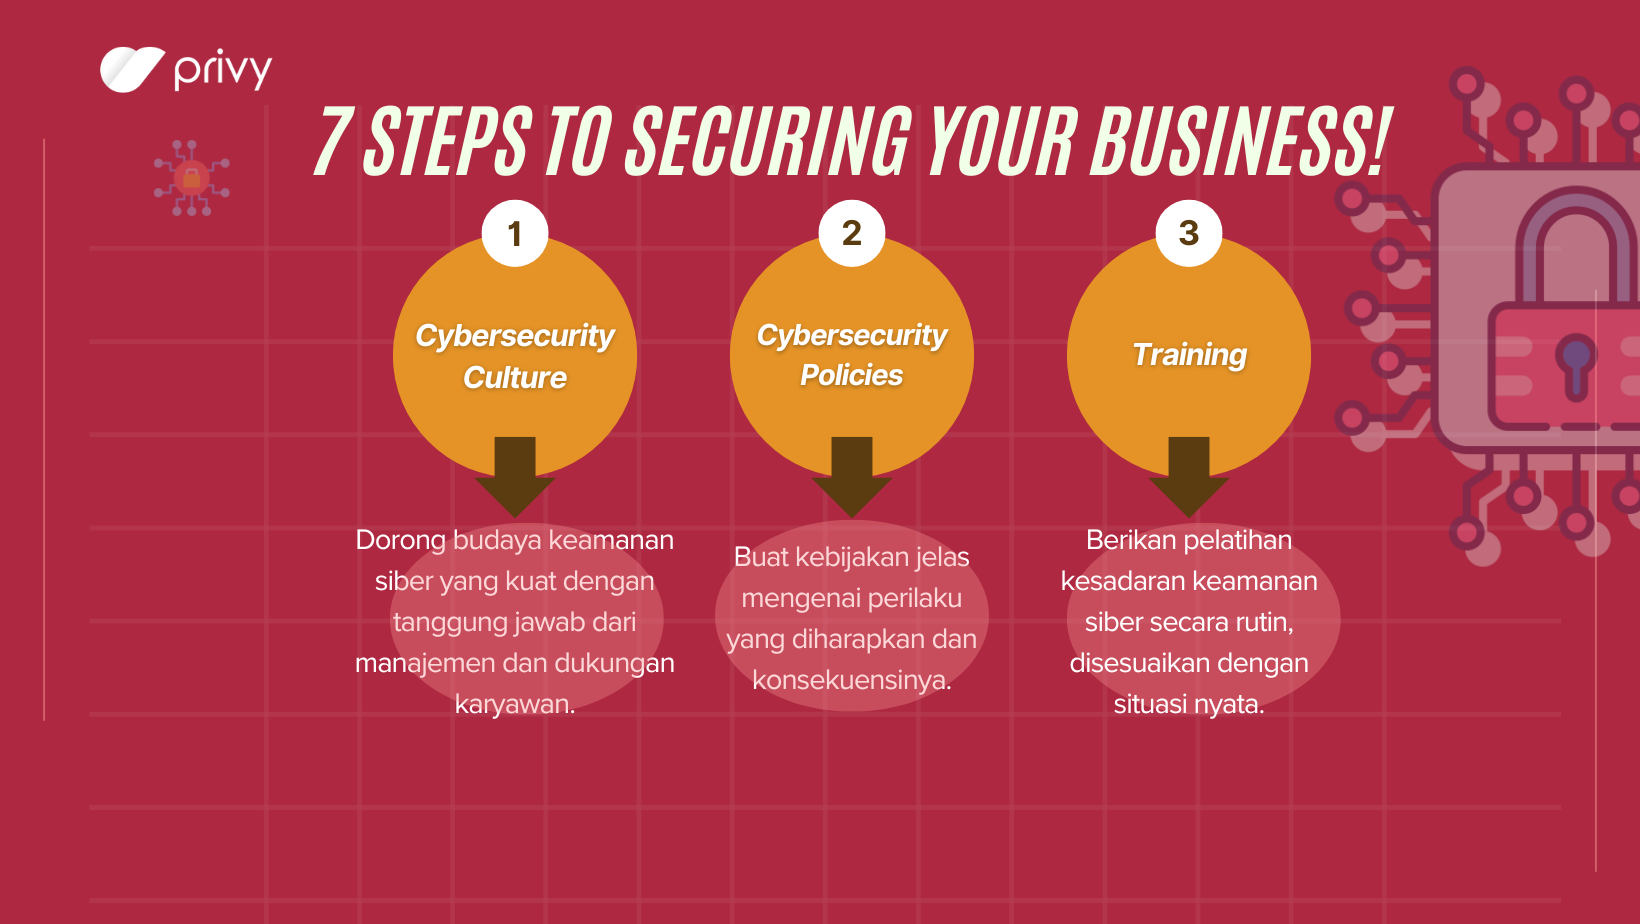 privy
7 STEPS TO SECURING YOUR BUSINESS!
1
Cybersecurity
Culture
Dorong budaya keamanan
siber yang kuat dengan
tanggung jawab dari
manajemen dan dukungan
karyawan.
2
Cybersecurity
Policies
Buat kebijakan jelas
mengenai perilaku
yang diharapkan dan
konsekuensinya.
3
Training
Berikan pelatihan
kesadaran keamanan
siber secara rutin,
disesuaikan dengan
situasi nyata.